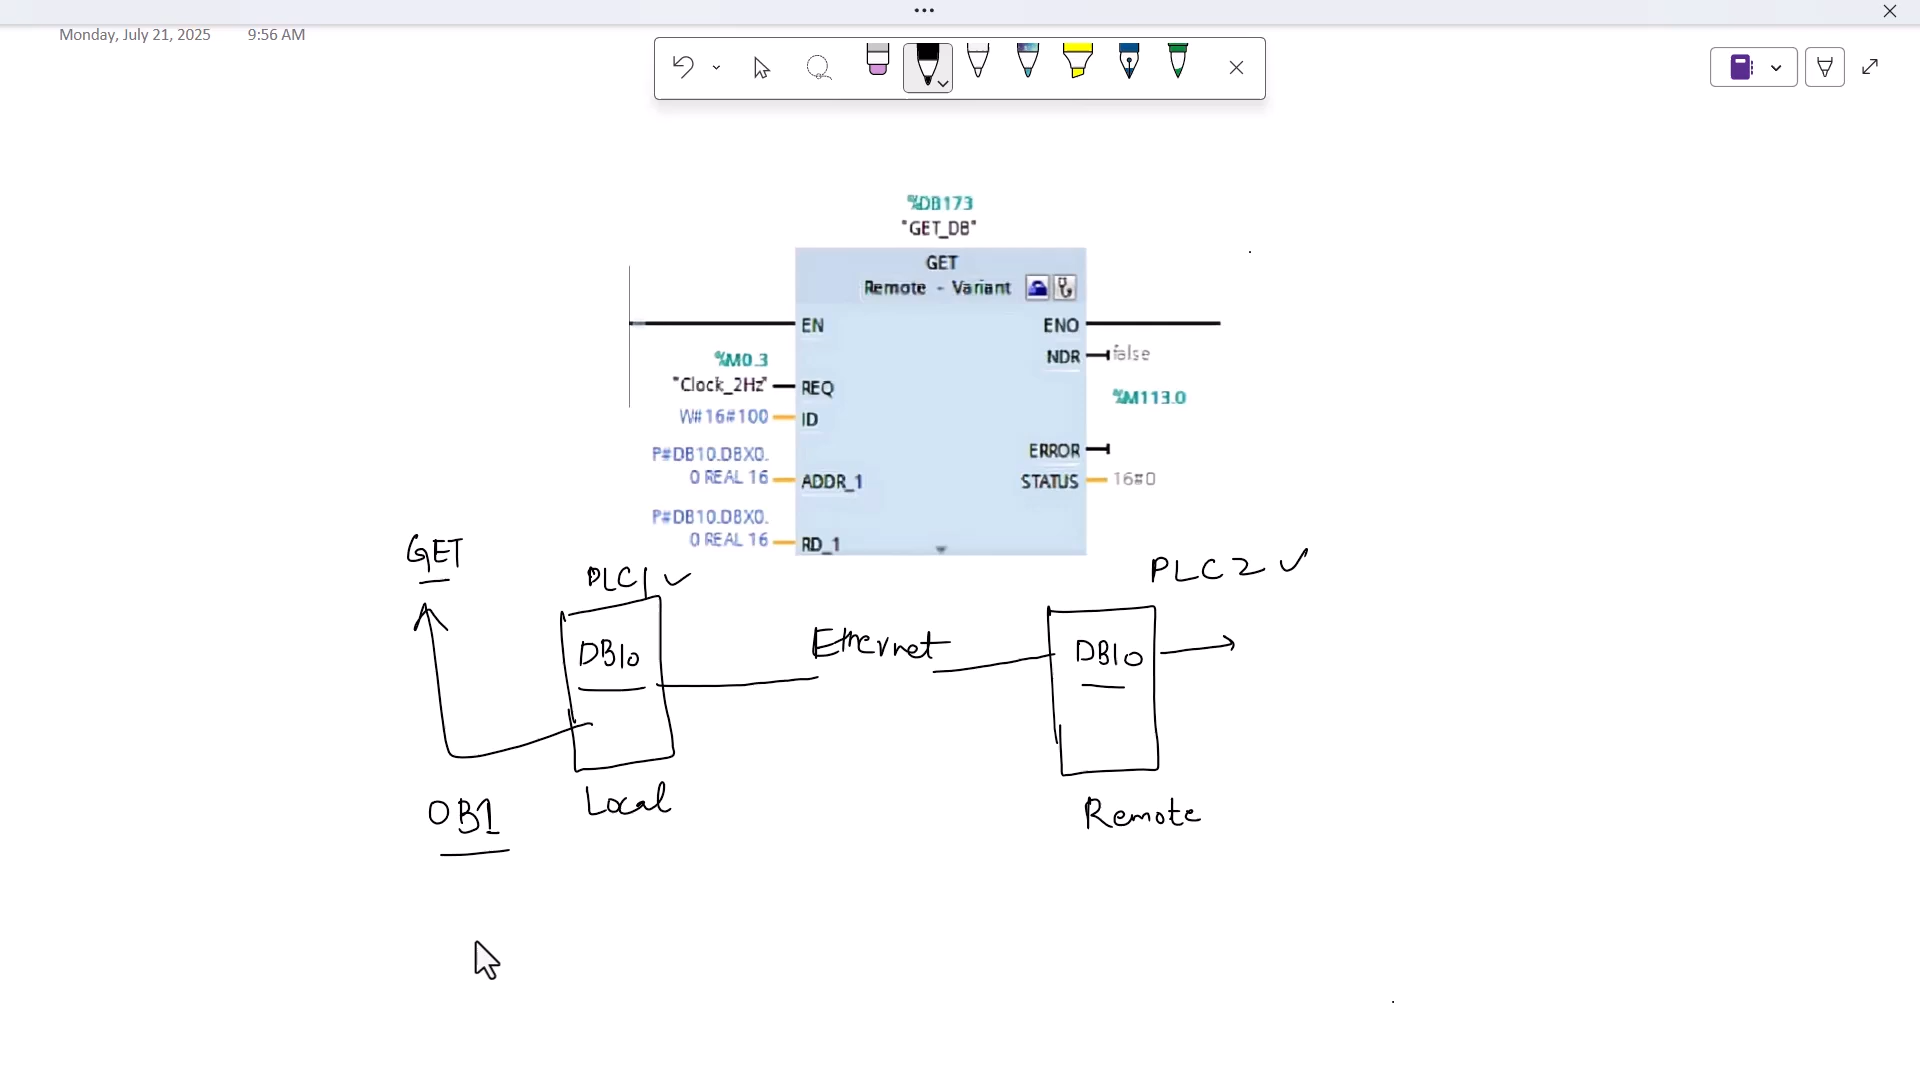 Monday, July 21, 2025 9:56 AM
%DB173
"GET_DB"
GET
Remote - Variant
EN ENO
%M0.3
NDR false
"Clock_2Hz" REQ
%M113.0
W#16#100 ID
P#DB10.DBX0.
ERROR
0 REAL 16 ADDR_1
STATUS 16#0
P#DB10.DBX0.
0 REAL 16 RD_1
GET
PLC1
PLC 2
Ethernet
DB10
DB10
Local
OB1
Remote